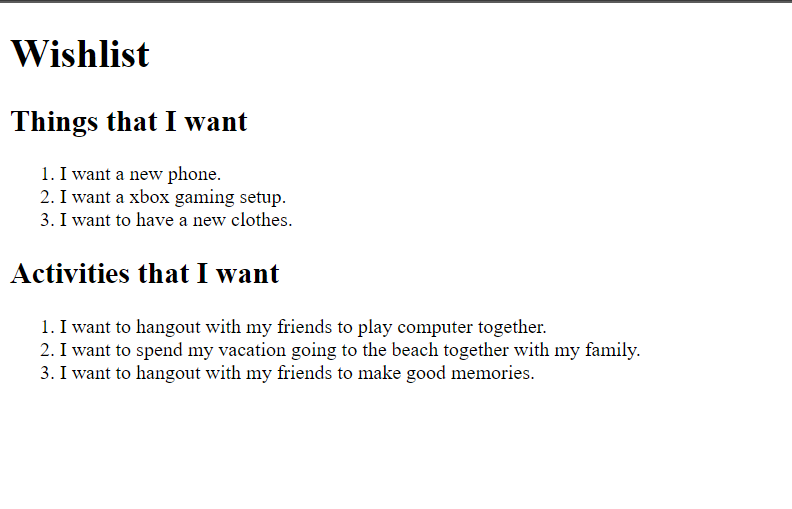 Wishlist
Things that I want
1. I want a new phone.
2. I want a xbox gaming setup.
3. I want to have a new clothes.
Activities that I want
1. I want to hangout with my friends to play computer together.
2. I want to spend my vacation going to the beach together with my family.
3. I want to hangout with my friends to make good memories.